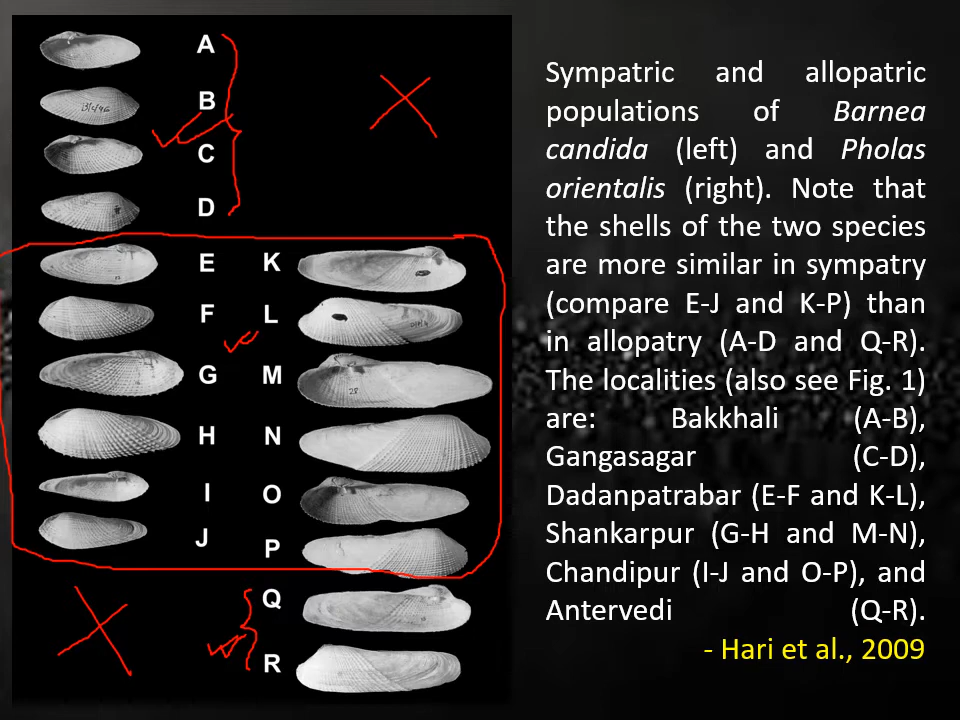 A
B
C
D
E K
F L
G M
H N
I O
J P
Q
R
Sympatric and allopatric
populations of Barnea
candida (left) and Pholas
orientalis (right). Note that
the shells of the two species
are more similar in sympatry
(compare E-J and K-P) than
in allopatry (A-D and Q-R).
The localities (also see Fig. 1)
are: Bakkhali (A-B),
Gangasagar (C-D),
Dadanpatrabar (E-F and K-L),
Shankarpur (G-H and M-N),
Chandipur (I-J and O-P), and
Antervedi (Q-R).
- Hari et al., 2009